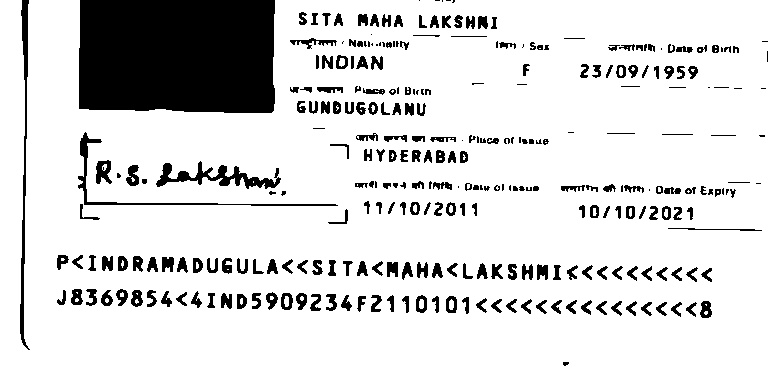 SITA MAHA LAKSHMI
राष्ट्रीयता / Nationality लिंग / Sex जन्मतिथि / Date of Birth
INDIAN F 23/09/1959
जन्म स्थान / Place of Birth
GUNDUGOLANU
जारी करने का स्थान / Place of Issue
HYDERABAD
R.S. Lakshmi
जारी करने की तिथि / Date of Issue समाप्ति की तिथि / Date of Expiry
11/10/2011 10/10/2021
P<INDRAMADUGULA<<SITA<MAHA<LAKSHMI<<<<<<<<<<
J8369854<4IND5909234F2110101<<<<<<<<<<<<<<<8